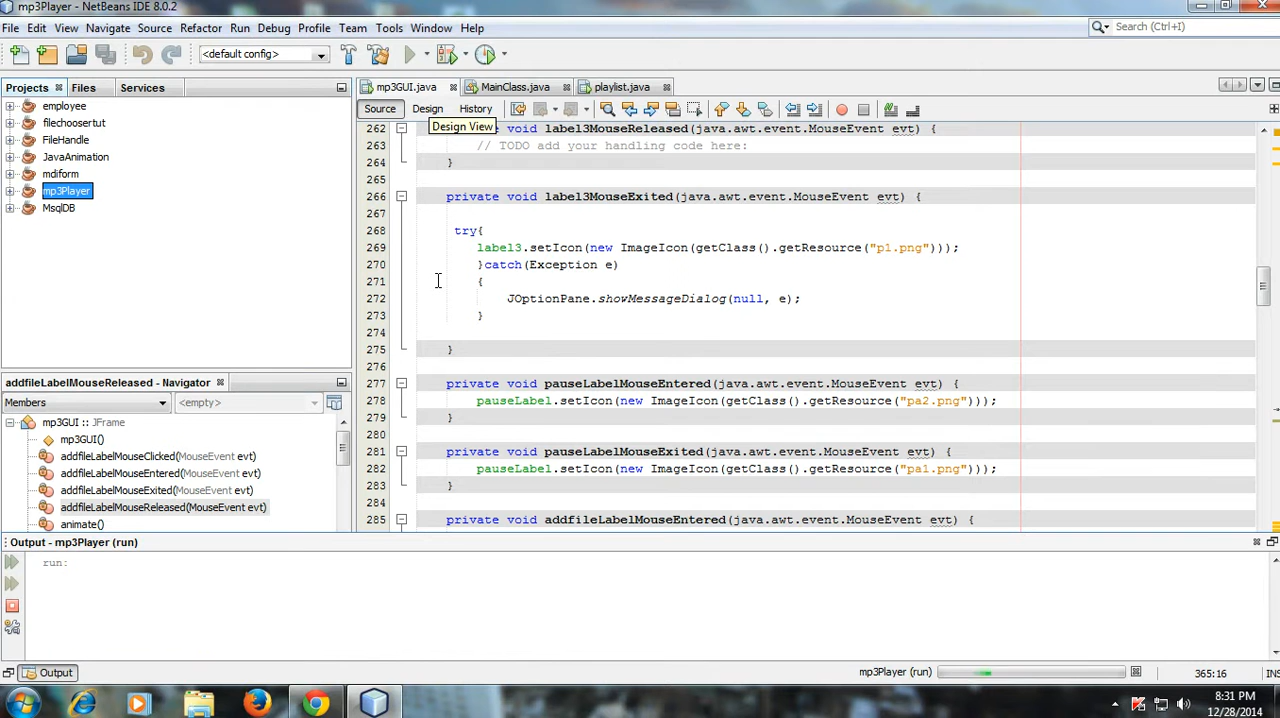 mp3Player - NetBeans IDE 8.0.2
File Edit View Navigate Source Refactor Run Debug Profile Team Tools Window Help
Search (Ctrl+I)
<default config>
Projects Files Services
mp3GUI.java MainClass.java playlist.java
Source Design History
Design View
employee
filechoosertut
FileHandle
JavaAnimation
mdiform
mp3Player
MsqlDB
262 void label3MouseReleased(java.awt.event.MouseEvent evt) {
263 // TODO add your handling code here:
264 }
265
266 private void label3MouseExited(java.awt.event.MouseEvent evt) {
267
268 try{
269 label3.setIcon(new ImageIcon(getClass().getResource("p1.png")));
270 }catch(Exception e)
271 {
272 JOptionPane.showMessageDialog(null, e);
273 }
274
275 }
276
277 private void pauseLabelMouseEntered(java.awt.event.MouseEvent evt) {
278 pauseLabel.setIcon(new ImageIcon(getClass().getResource("pa2.png")));
279 }
280
281 private void pauseLabelMouseExited(java.awt.event.MouseEvent evt) {
282 pauseLabel.setIcon(new ImageIcon(getClass().getResource("pa1.png")));
283 }
284
285 private void addfileLabelMouseEntered(java.awt.event.MouseEvent evt) {
addfileLabelMouseReleased - Navigator
Members <empty>
mp3GUI :: JFrame
mp3GUI()
addfileLabelMouseClicked(MouseEvent evt)
addfileLabelMouseEntered(MouseEvent evt)
addfileLabelMouseExited(MouseEvent evt)
addfileLabelMouseReleased(MouseEvent evt)
animate()
Output - mp3Player (run)
run:
Output
mp3Player (run)
365:16
INS
8:31 PM
12/28/2014